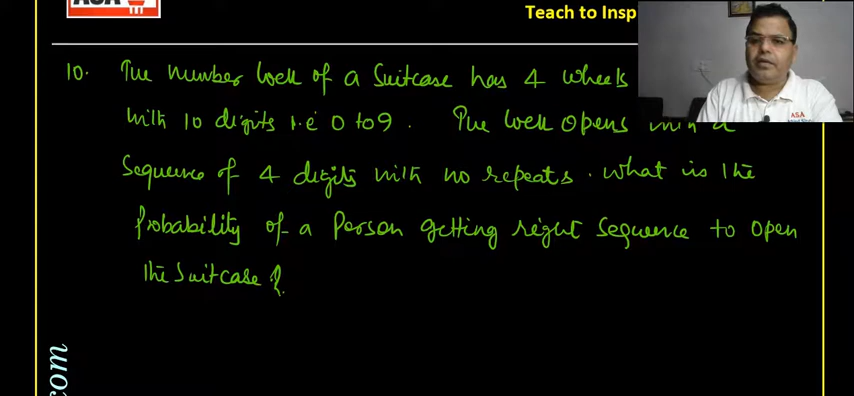 ASA
Teach to Insp
10. The number lock of a Suitcase has 4 wheels
with 10 digits i.e 0 to 9. The lock opens with a
Sequence of 4 digits with no repeats. What is the
Probability of a Person getting right Sequence to open
the Suitcase?
ASA
.com